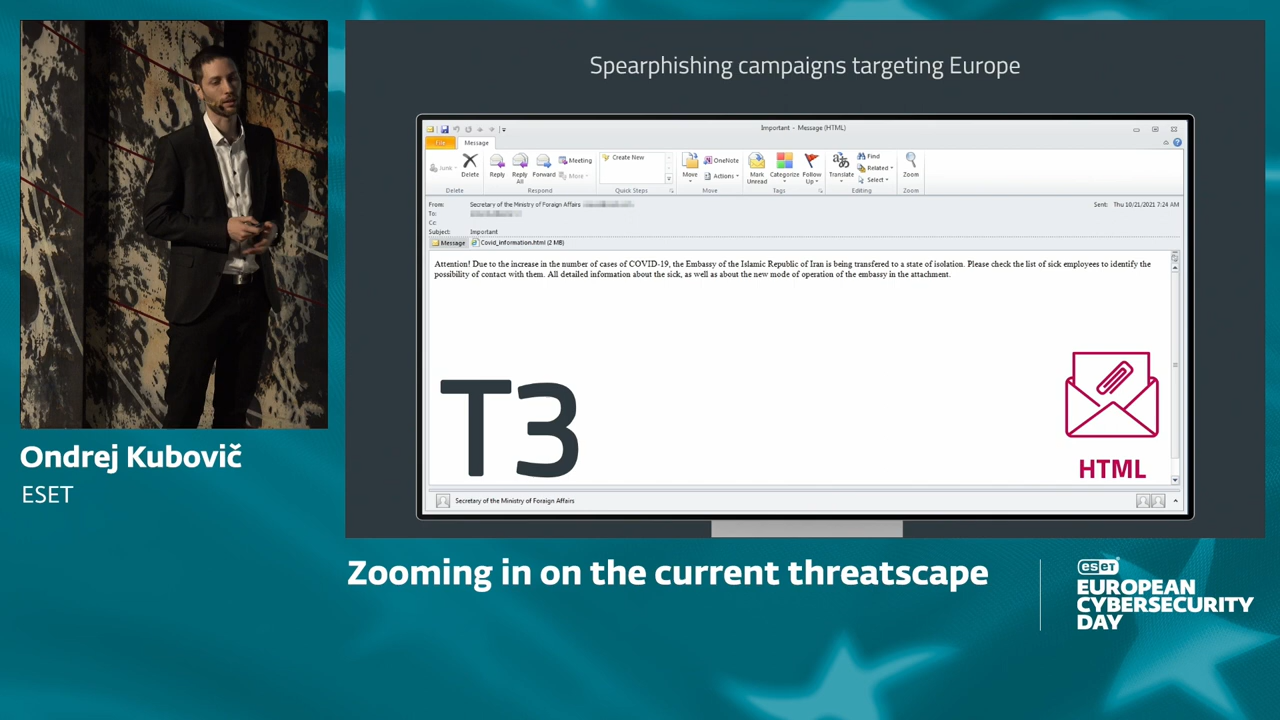 Spearphishing campaigns targeting Europe
Important - Message (HTML)
File Message
Junk
Delete
Reply
Reply All
Forward
Meeting
More
Create New
Move
OneNote
Actions
Mark Unread
Categorize
Follow Up
Translate
Find
Related
Select
Zoom
Delete Respond Quick Steps Move Tags Editing Zoom
From: Secretary of the Ministry of Foreign Affairs Sent: Thu 10/21/2021 7:24 AM
To:
Cc:
Subject: Important
Message Covid_information.html (2 MB)
Attention! Due to the increase in the number of cases of COVID-19, the Embassy of the Islamic Republic of Iran is being transfered to a state of isolation. Please check the list of sick employees to identify the
possibility of contact with them. All detailed information about the sick, as well as about the new mode of operation of the embassy in the attachment.
T3
HTML
Secretary of the Ministry of Foreign Affairs
Ondrej Kubovič
ESET
Zooming in on the current threatscape
eset
EUROPEAN
CYBERSECURITY
DAY